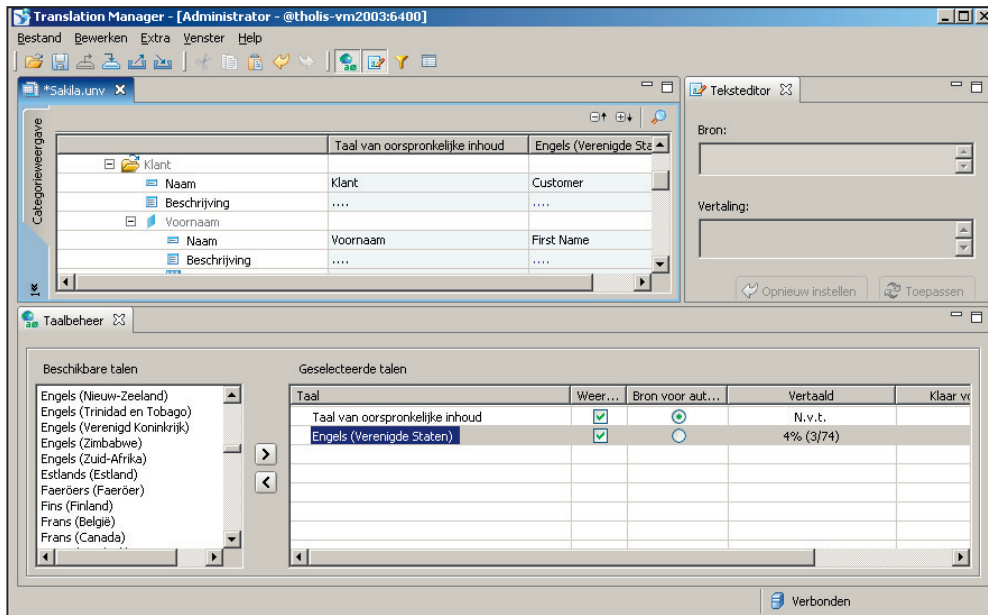 Translation Manager - [Administrator - @tholis-vm2003:6400]
Bestand Bewerken Extra Venster Help
*Sakila.unv
Categorieweergave
Taal van oorspronkelijke inhoud Engels (Verenigde Sta
Klant
Naam Klant Customer
Beschrijving .... ....
Voornaam
Naam Voornaam First Name
Beschrijving .... ....
Teksteditor
Bron:
Vertaling:
Opnieuw instellen Toepassen
Taalbeheer
Beschikbare talen
Engels (Nieuw-Zeeland)
Engels (Trinidad en Tobago)
Engels (Verenigd Koninkrijk)
Engels (Zimbabwe)
Engels (Zuid-Afrika)
Estlands (Estland)
Faeröers (Faeröer)
Fins (Finland)
Frans (België)
Frans (Canada)
Geselecteerde talen
Taal Weer... Bron voor aut... Vertaald Klaar vo
Taal van oorspronkelijke inhoud N.v.t.
Engels (Verenigde Staten) 4% (3/74)
Verbonden